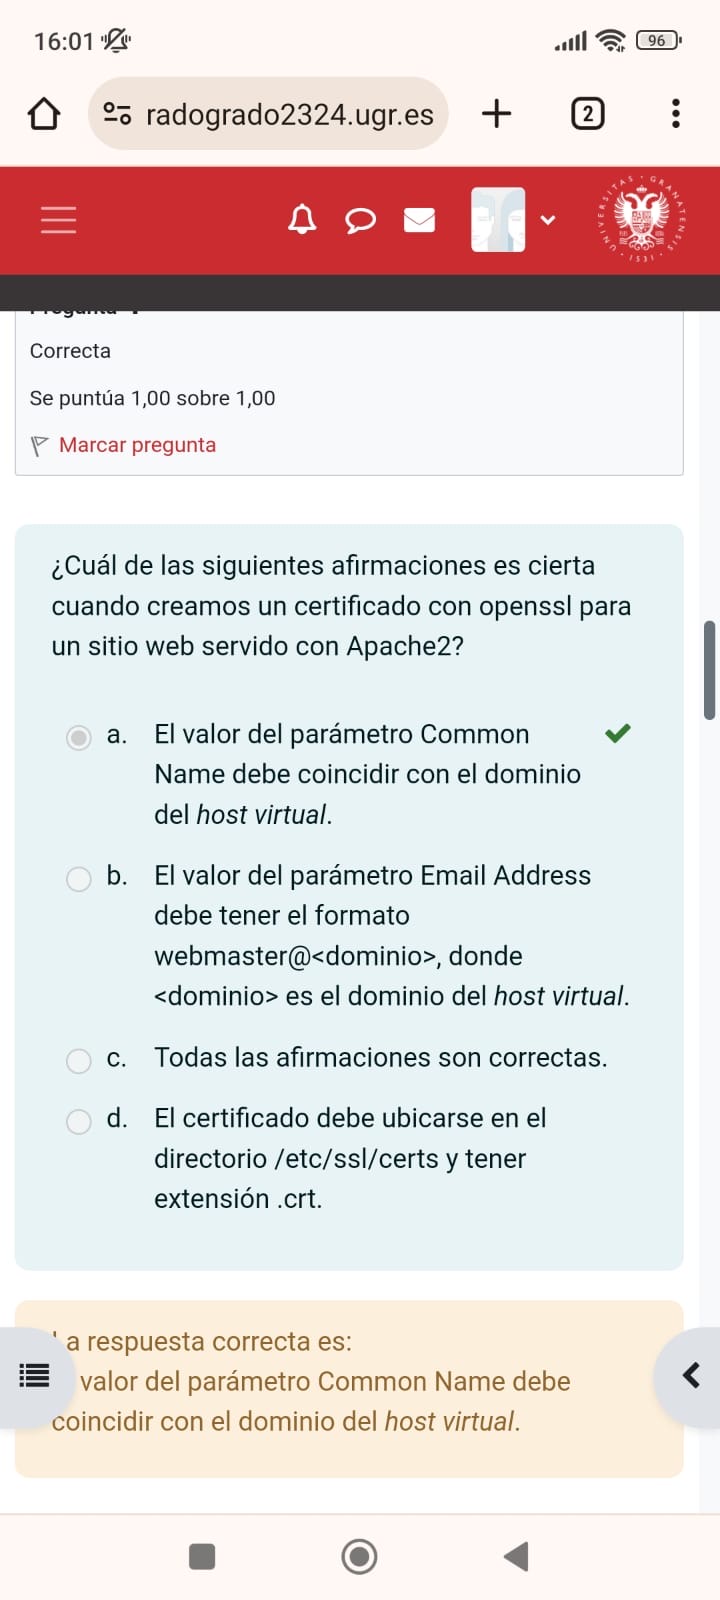 16:01
96
radogrado2324.ugr.es
2
UNIVERSITAS GRANATENSIS
1531
Correcta
Se puntúa 1,00 sobre 1,00
Marcar pregunta
¿Cuál de las siguientes afirmaciones es cierta
cuando creamos un certificado con openssl para
un sitio web servido con Apache2?
a. El valor del parámetro Common
Name debe coincidir con el dominio
del host virtual.
b. El valor del parámetro Email Address
debe tener el formato
webmaster@<dominio>, donde
<dominio> es el dominio del host virtual.
c. Todas las afirmaciones son correctas.
d. El certificado debe ubicarse en el
directorio /etc/ssl/certs y tener
extensión .crt.
La respuesta correcta es:
valor del parámetro Common Name debe
coincidir con el dominio del host virtual.